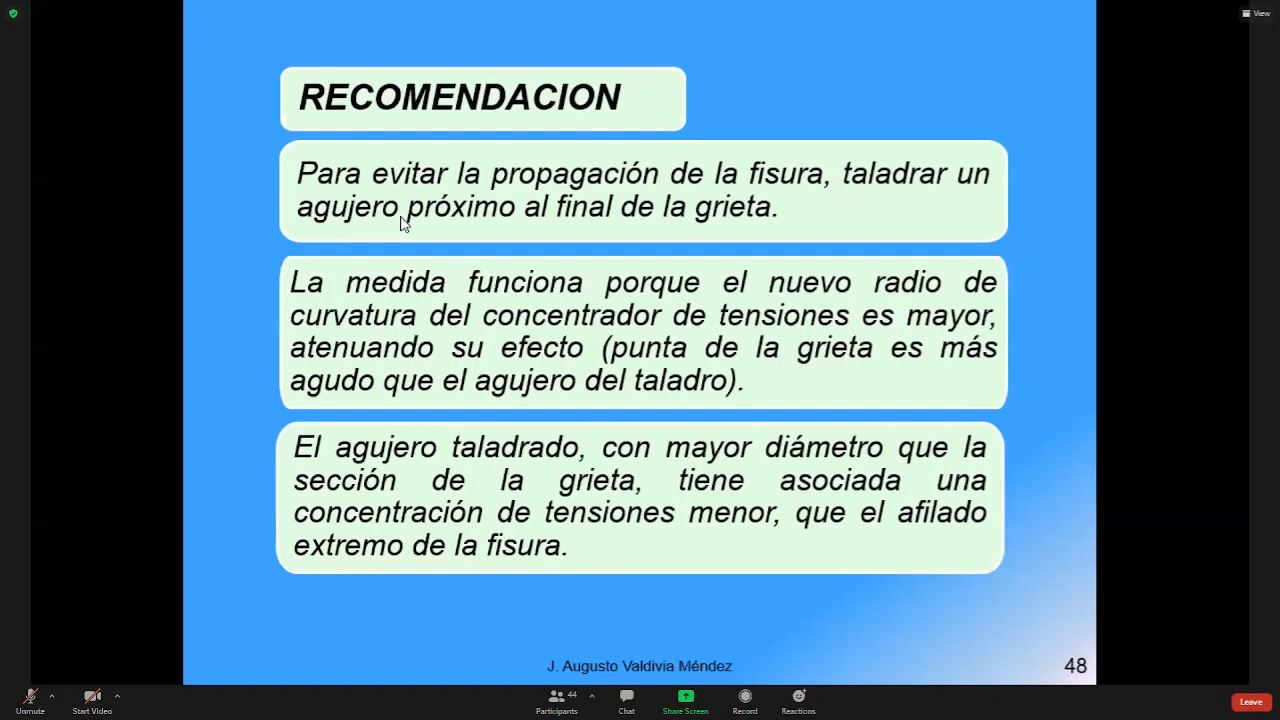 View
RECOMENDACION
Para evitar la propagación de la fisura, taladrar un
agujero próximo al final de la grieta.
La medida funciona porque el nuevo radio de
curvatura del concentrador de tensiones es mayor,
atenuando su efecto (punta de la grieta es más
agudo que el agujero del taladro).
El agujero taladrado, con mayor diámetro que la
sección de la grieta, tiene asociada una
concentración de tensiones menor, que el afilado
extremo de la fisura.
J. Augusto Valdivia Méndez
48
Unmute
Start Video
44
Participants
Chat
Share Screen
Record
Reactions
Leave